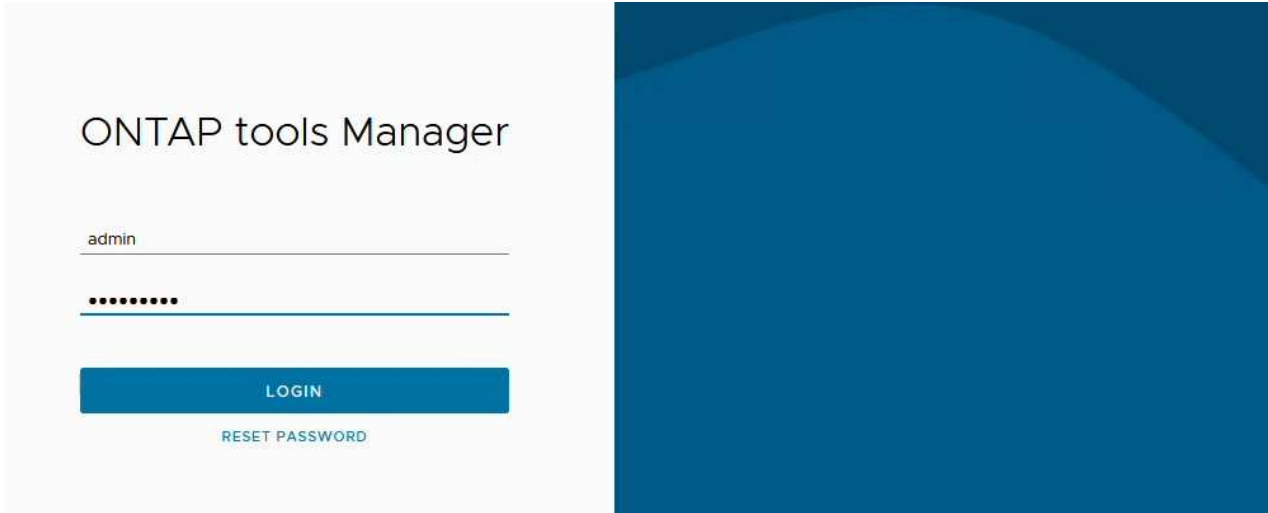 ONTAP tools Manager
admin
•••••••••
LOGIN
RESET PASSWORD